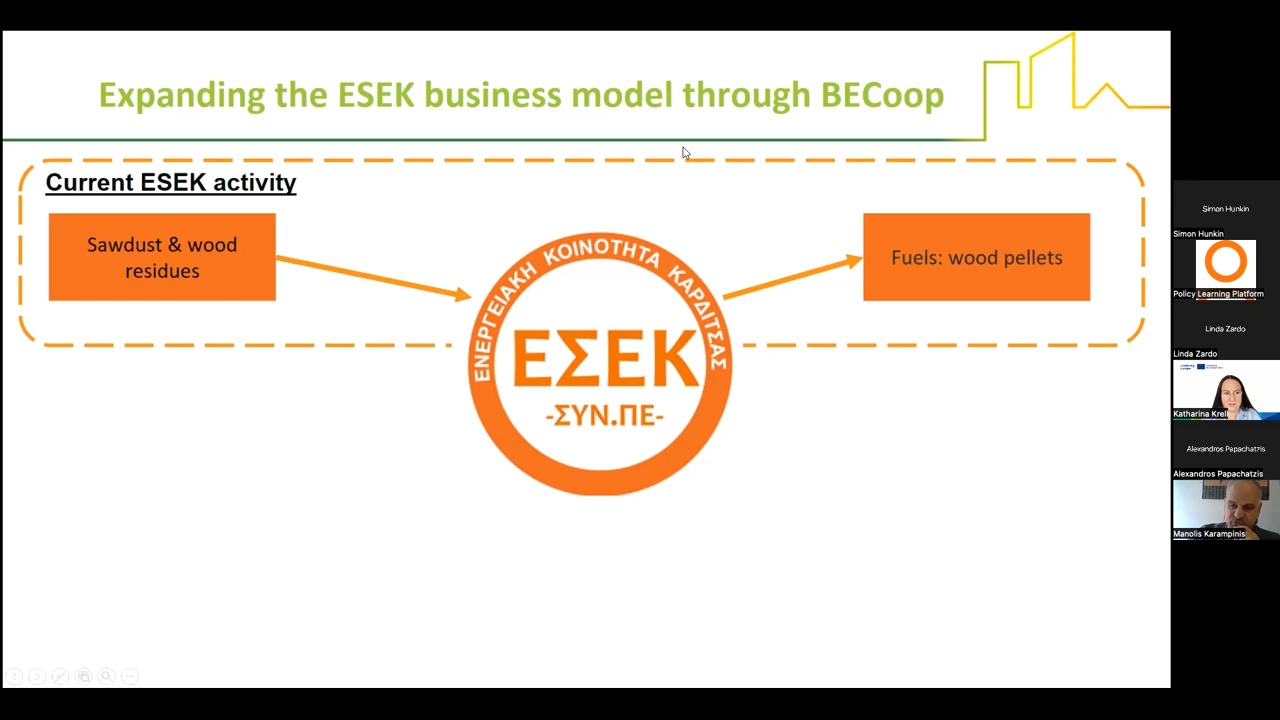 Expanding the ESEK business model through BECoop
Current ESEK activity
Sawdust & wood
residues
ΕΝΕΡΓΕΙΑΚΗ ΚΟΙΝΟΤΗΤΑ ΚΑΡΔΙΤΣΑΣ
ΕΣΕΚ
-ΣΥΝ.ΠΕ-
Fuels: wood pellets
Simon Hunkin
Simon Hunkin
Policy Learning Platform
Linda Zardo
Linda Zardo
Katharina Krell
Alexandros Papachatzis
Alexandros Papachatzis
Manolis Karampinis